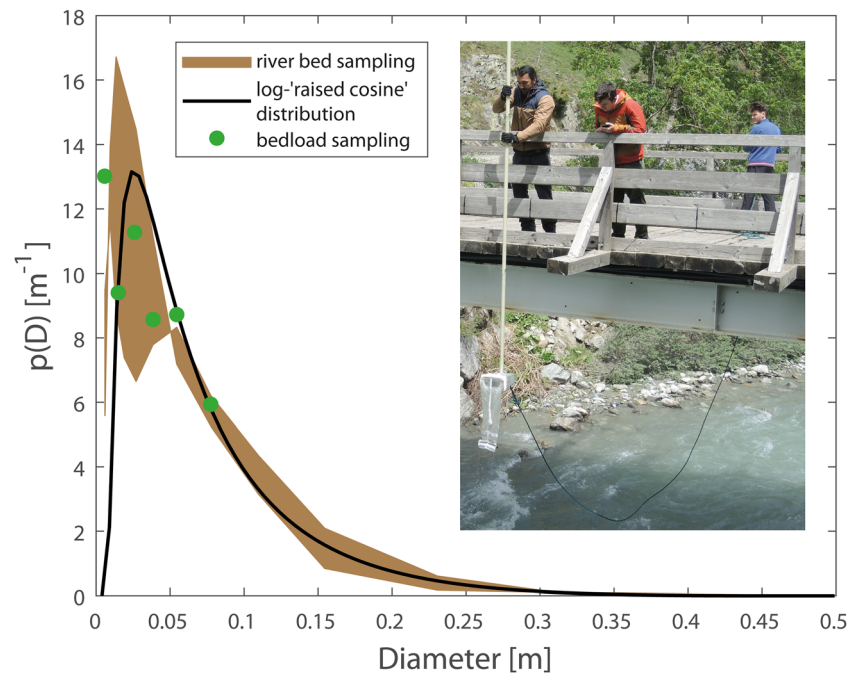 18
16
14
12
10
8
6
4
2
0
p(D) [m⁻¹]
river bed sampling
log-'raised cosine'
distribution
bedload sampling
0 0.05 0.1 0.15 0.2 0.25 0.3 0.35 0.4 0.45 0.5
Diameter [m]